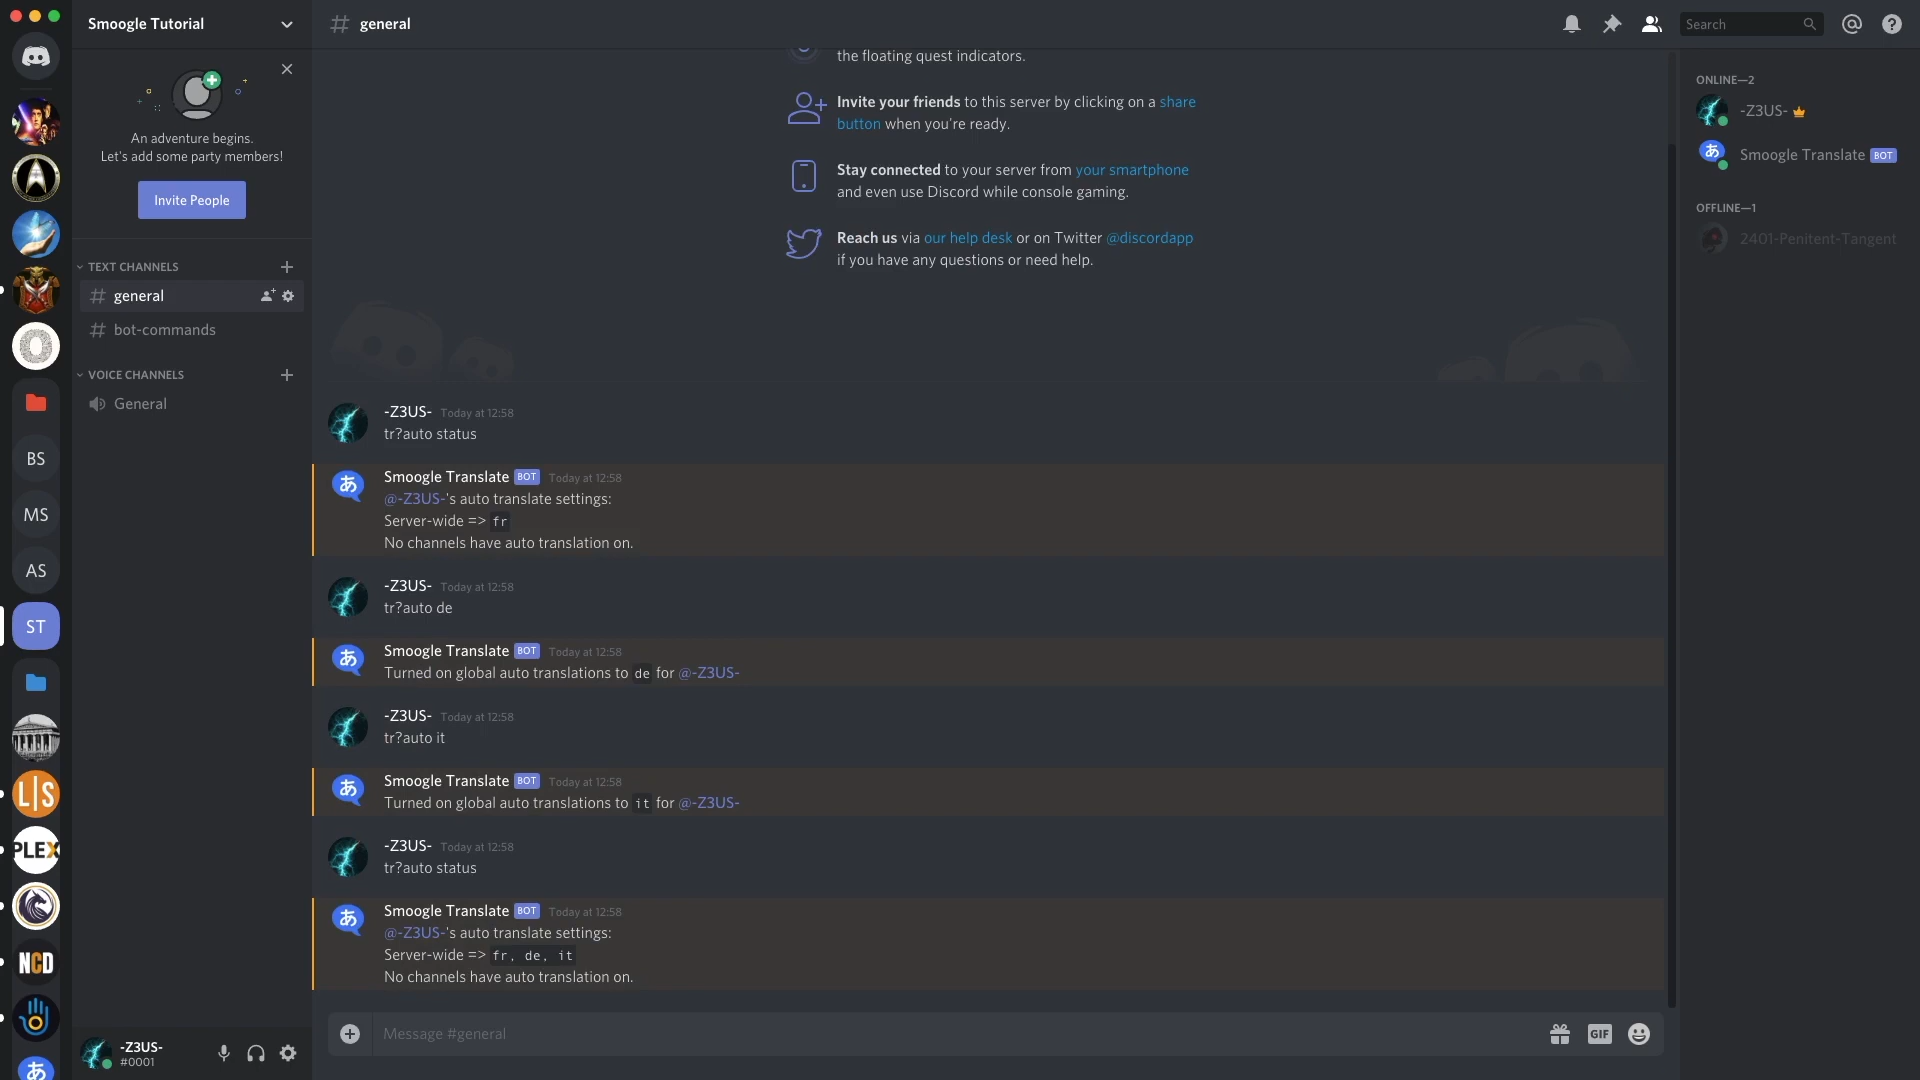 Smoogle Tutorial
An adventure begins.
Let's add some party members!
Invite People
TEXT CHANNELS
general
bot-commands
VOICE CHANNELS
General
BS
MS
AS
ST
L|S
PLEX
NCD
あ
-Z3US-
#0001
general
Search
the floating quest indicators.
Invite your friends to this server by clicking on a share
button when you're ready.
Stay connected to your server from your smartphone
and even use Discord while console gaming.
Reach us via our help desk or on Twitter @discordapp
if you have any questions or need help.
-Z3US- Today at 12:58
tr?auto status
あ Smoogle Translate BOT Today at 12:58
@-Z3US-'s auto translate settings:
Server-wide => fr
No channels have auto translation on.
-Z3US- Today at 12:58
tr?auto de
あ Smoogle Translate BOT Today at 12:58
Turned on global auto translations to de for @-Z3US-
-Z3US- Today at 12:58
tr?auto it
あ Smoogle Translate BOT Today at 12:58
Turned on global auto translations to it for @-Z3US-
-Z3US- Today at 12:58
tr?auto status
あ Smoogle Translate BOT Today at 12:58
@-Z3US-'s auto translate settings:
Server-wide => fr, de, it
No channels have auto translation on.
Message #general
GIF
ONLINE—2
-Z3US-
あ Smoogle Translate BOT
OFFLINE—1
2401-Penitent-Tangent